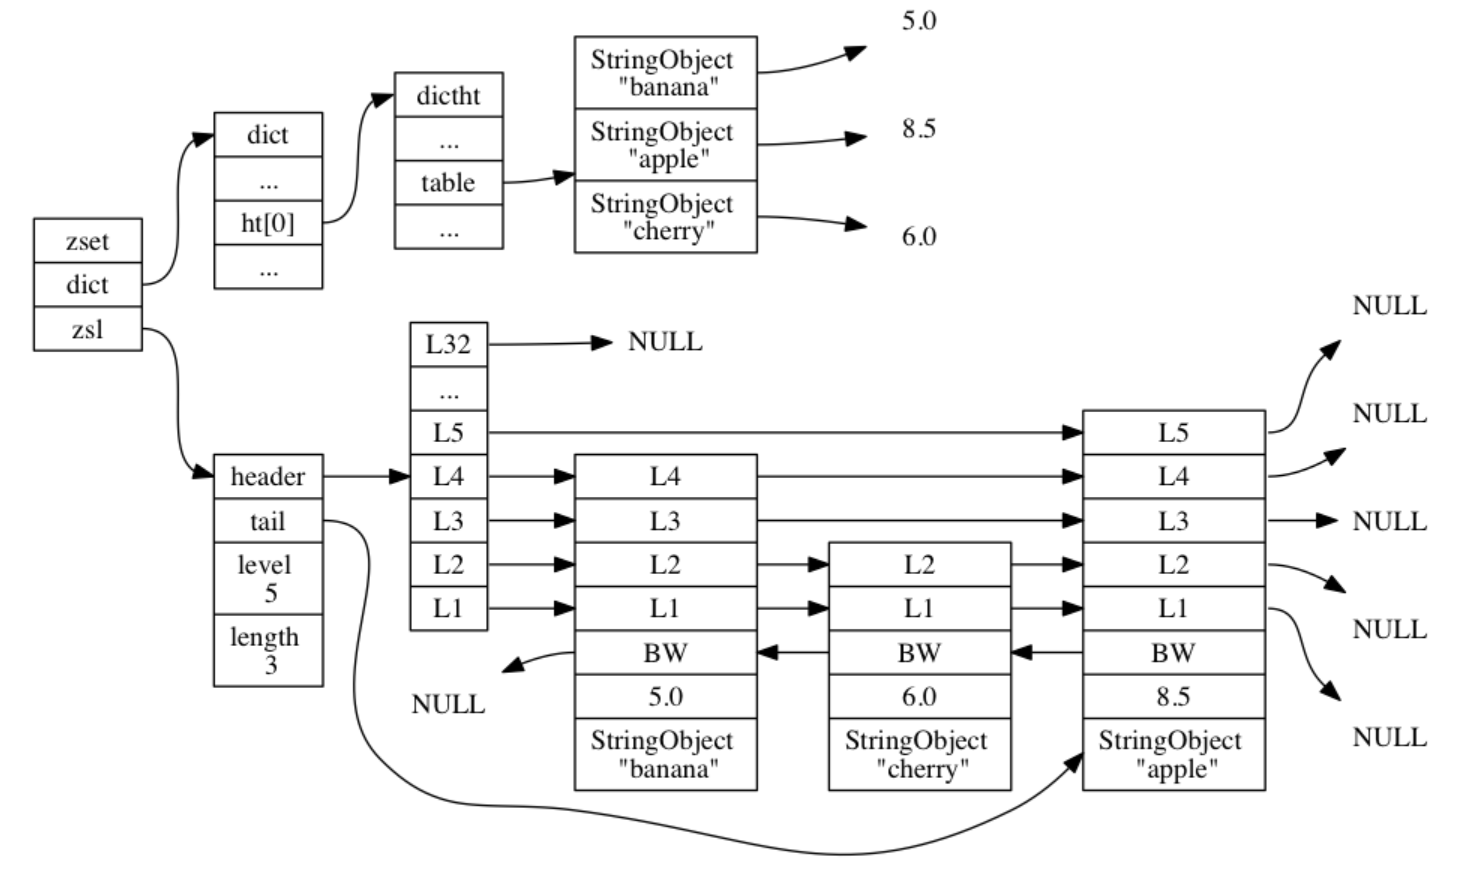 zset
dict
zsl
dict
...
ht[0]
...
dictht
...
table
...
StringObject
"banana"
StringObject
"apple"
StringObject
"cherry"
5.0
8.5
6.0
header
tail
level
5
length
3
L32
...
L5
L4
L3
L2
L1
NULL
NULL
L4
L3
L2
L1
BW
5.0
StringObject
"banana"
L2
L1
BW
6.0
StringObject
"cherry"
L5
L4
L3
L2
L1
BW
8.5
StringObject
"apple"
NULL
NULL
NULL
NULL
NULL